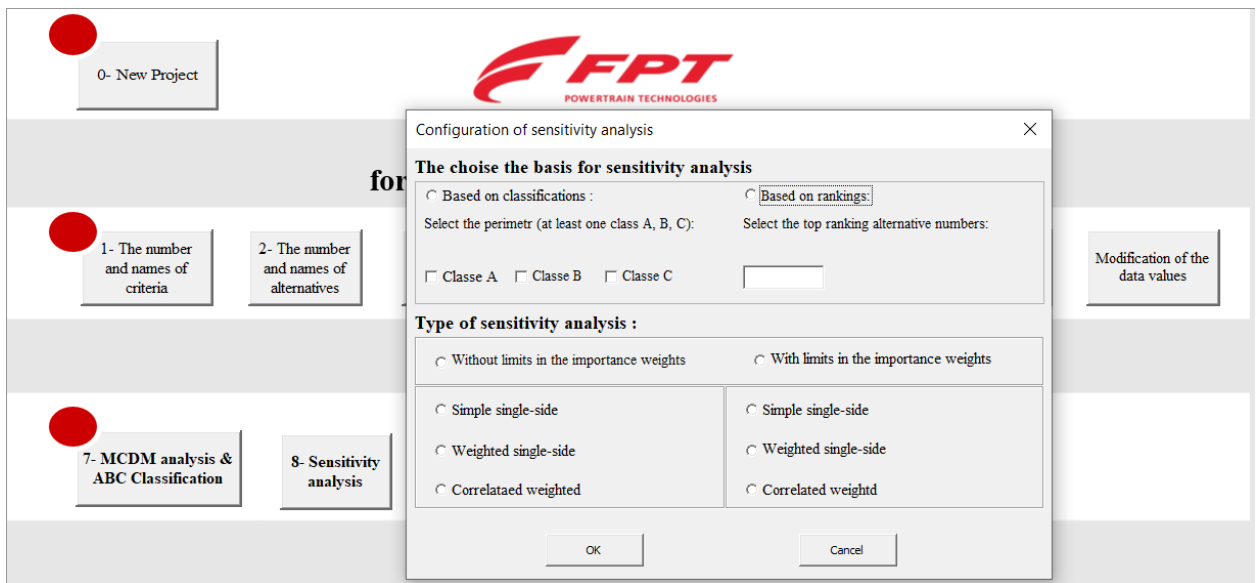 0- New Project
FPT
POWERTRAIN TECHNOLOGIES
Configuration of sensitivity analysis
for
The choise the basis for sensitivity analysis
Based on classifications :
Based on rankings:
Select the perimetr (at least one class A, B, C):
Select the top ranking alternative numbers:
Classe A
Classe B
Classe C
1- The number
and names of
criteria
2- The number
and names of
alternatives
Modification of the
data values
Type of sensitivity analysis :
Without limits in the importance weights
With limits in the importance weights
Simple single-side
Weighted single-side
Correlataed weighted
Simple single-side
Weighted single-side
Correlated weightd
7- MCDM analysis &
ABC Classification
8- Sensitivity
analysis
OK
Cancel